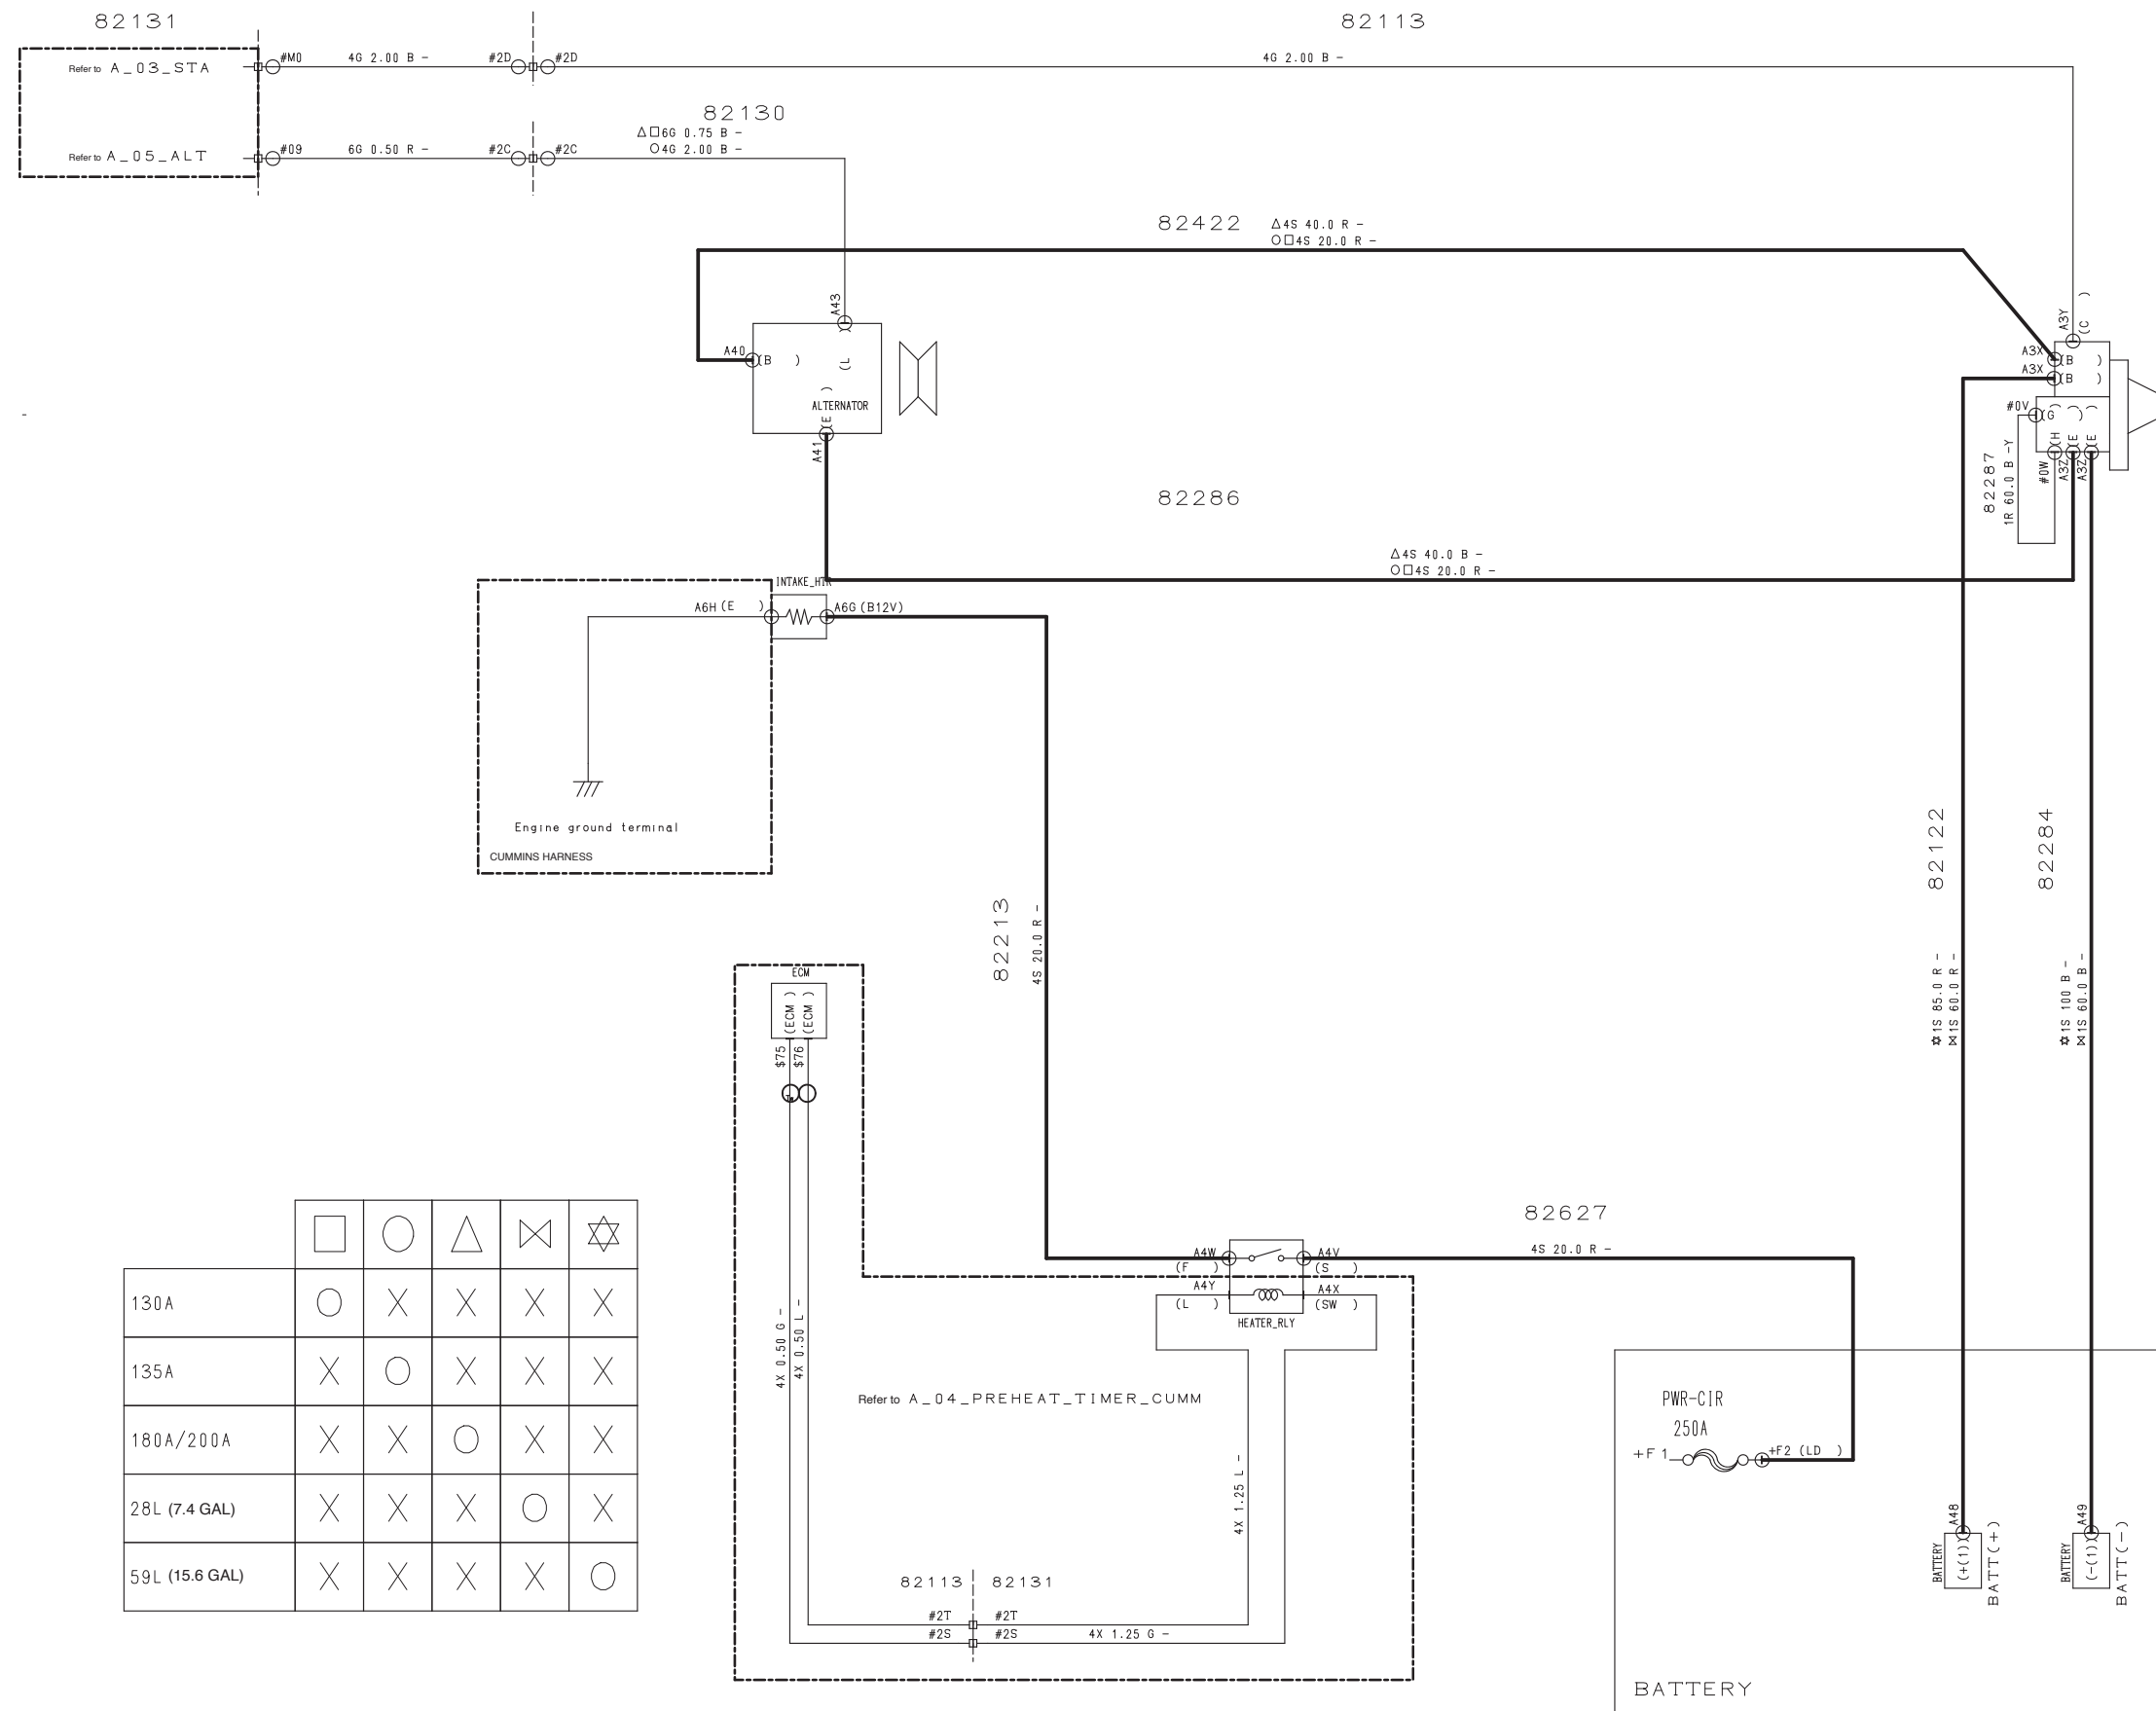 82131
82113
Refer to A_03_STA
#M0
4G 2.00 B -
#2D
#2D
4G 2.00 B -
82130
△□6G 0.75 B -
○4G 2.00 B -
Refer to A_05_ALT
#09
6G 0.50 R -
#2C
#2C
82422
△4S 40.0 R -
○□4S 20.0 R -
A43
A40
(B )
(L )
ALTERNATOR
(E )
A41
A3Y
(C )
A3X
(B )
A3X
(B )
#0V
(G )
(H )
(E )
(E )
#0W
A3Z
A3Z
82287
1R 60.0 B -Y
82286
△4S 40.0 B -
○□4S 20.0 R -
INTAKE_HTR
A6H (E )
A6G (B12V)
Engine ground terminal
CUMMINS HARNESS
82213
4S 20.0 R -
82122
✡1S 85.0 R -
⋈1S 60.0 R -
82284
✡1S 100 B -
⋈1S 60.0 B -
ECM
(ECM )
(ECM )
$75
$76
Tw
4X 0.50 G -
4X 0.50 L -
82627
4S 20.0 R -
A4W
(F )
A4V
(S )
A4Y
(L )
A4X
(SW )
HEATER_RLY
Refer to A_04_PREHEAT_TIMER_CUMM
4X 1.25 L -
82113
82131
#2T
#2T
#2S
#2S
4X 1.25 G -
PWR-CIR
250A
+F1
+F2 (LD )
A48
BATTERY
(+(1))
BATT(+)
A49
BATTERY
(-(1))
BATT(-)
BATTERY
□ ○ △ ⋈ ✡
130A ○ X X X X
135A X ○ X X X
180A/200A X X ○ X X
28L (7.4 GAL) X X X ○ X
59L (15.6 GAL) X X X X ○